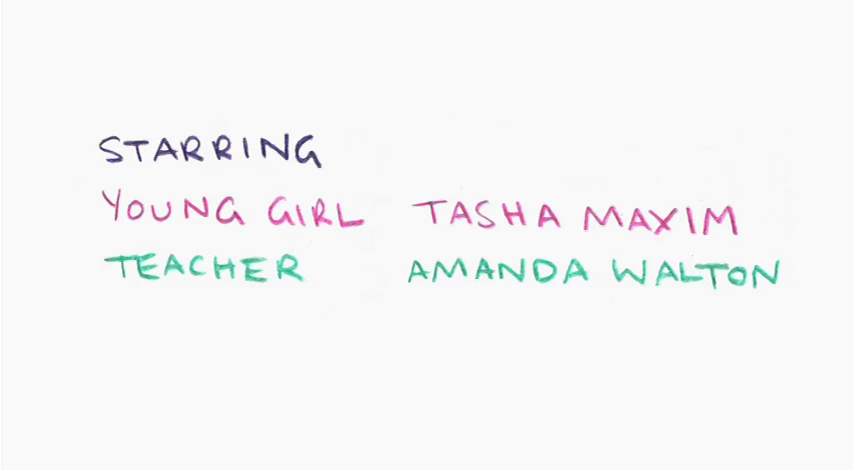 STARRING
YOUNG GIRL TASHA MAXIM
TEACHER AMANDA WALTON